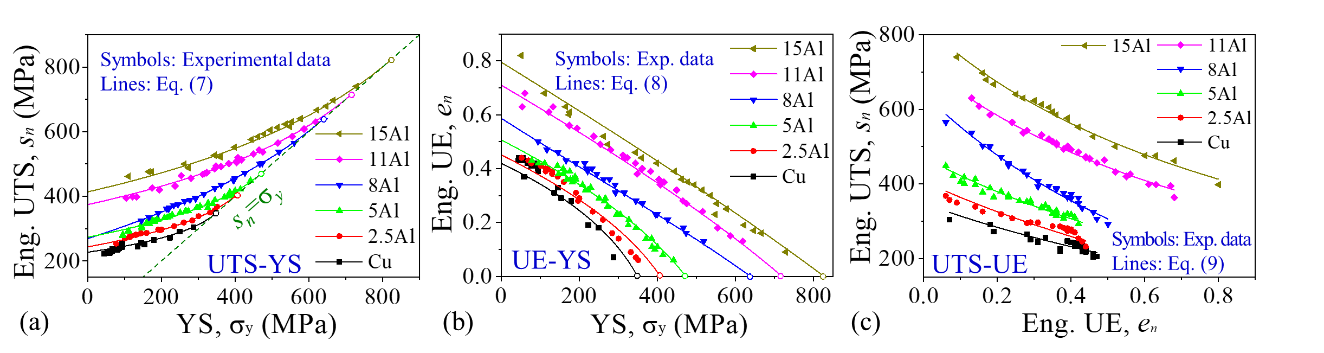 Eng. UTS, sn (MPa)
800
600
400
200
0
200
400
600
800
Symbols: Experimental data
Lines: Eq. (7)
15Al
11Al
8Al
5Al
2.5Al
Cu
sn=σy
UTS-YS
YS, σy (MPa)
(a)
Eng. UE, en
0.8
0.6
0.4
0.2
0.0
0
200
400
600
800
Symbols: Exp. data
Lines: Eq. (8)
15Al
11Al
8Al
5Al
2.5Al
Cu
UE-YS
YS, σy (MPa)
(b)
Eng. UTS, sn (MPa)
800
600
400
200
0.0
0.2
0.4
0.6
0.8
15Al
11Al
8Al
5Al
2.5Al
Cu
Symbols: Exp. data
Lines: Eq. (9)
UTS-UE
Eng. UE, en
(c)